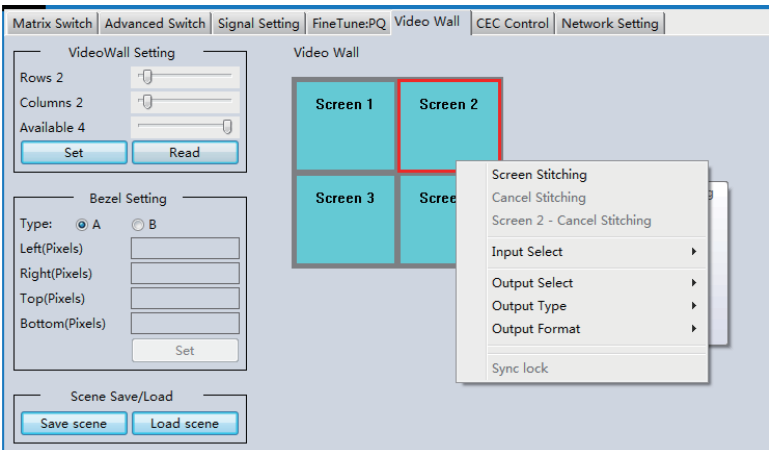 Matrix Switch Advanced Switch Signal Setting FineTune:PQ Video Wall CEC Control Network Setting
VideoWall Setting
Rows 2
Columns 2
Available 4
Set Read
Bezel Setting
Type: A B
Left(Pixels)
Right(Pixels)
Top(Pixels)
Bottom(Pixels)
Set
Scene Save/Load
Save scene Load scene
Video Wall
Screen 1 Screen 2
Screen 3
Screen Stitching
Cancel Stitching
Screen 2 - Cancel Stitching
Input Select
Output Select
Output Type
Output Format
Sync lock